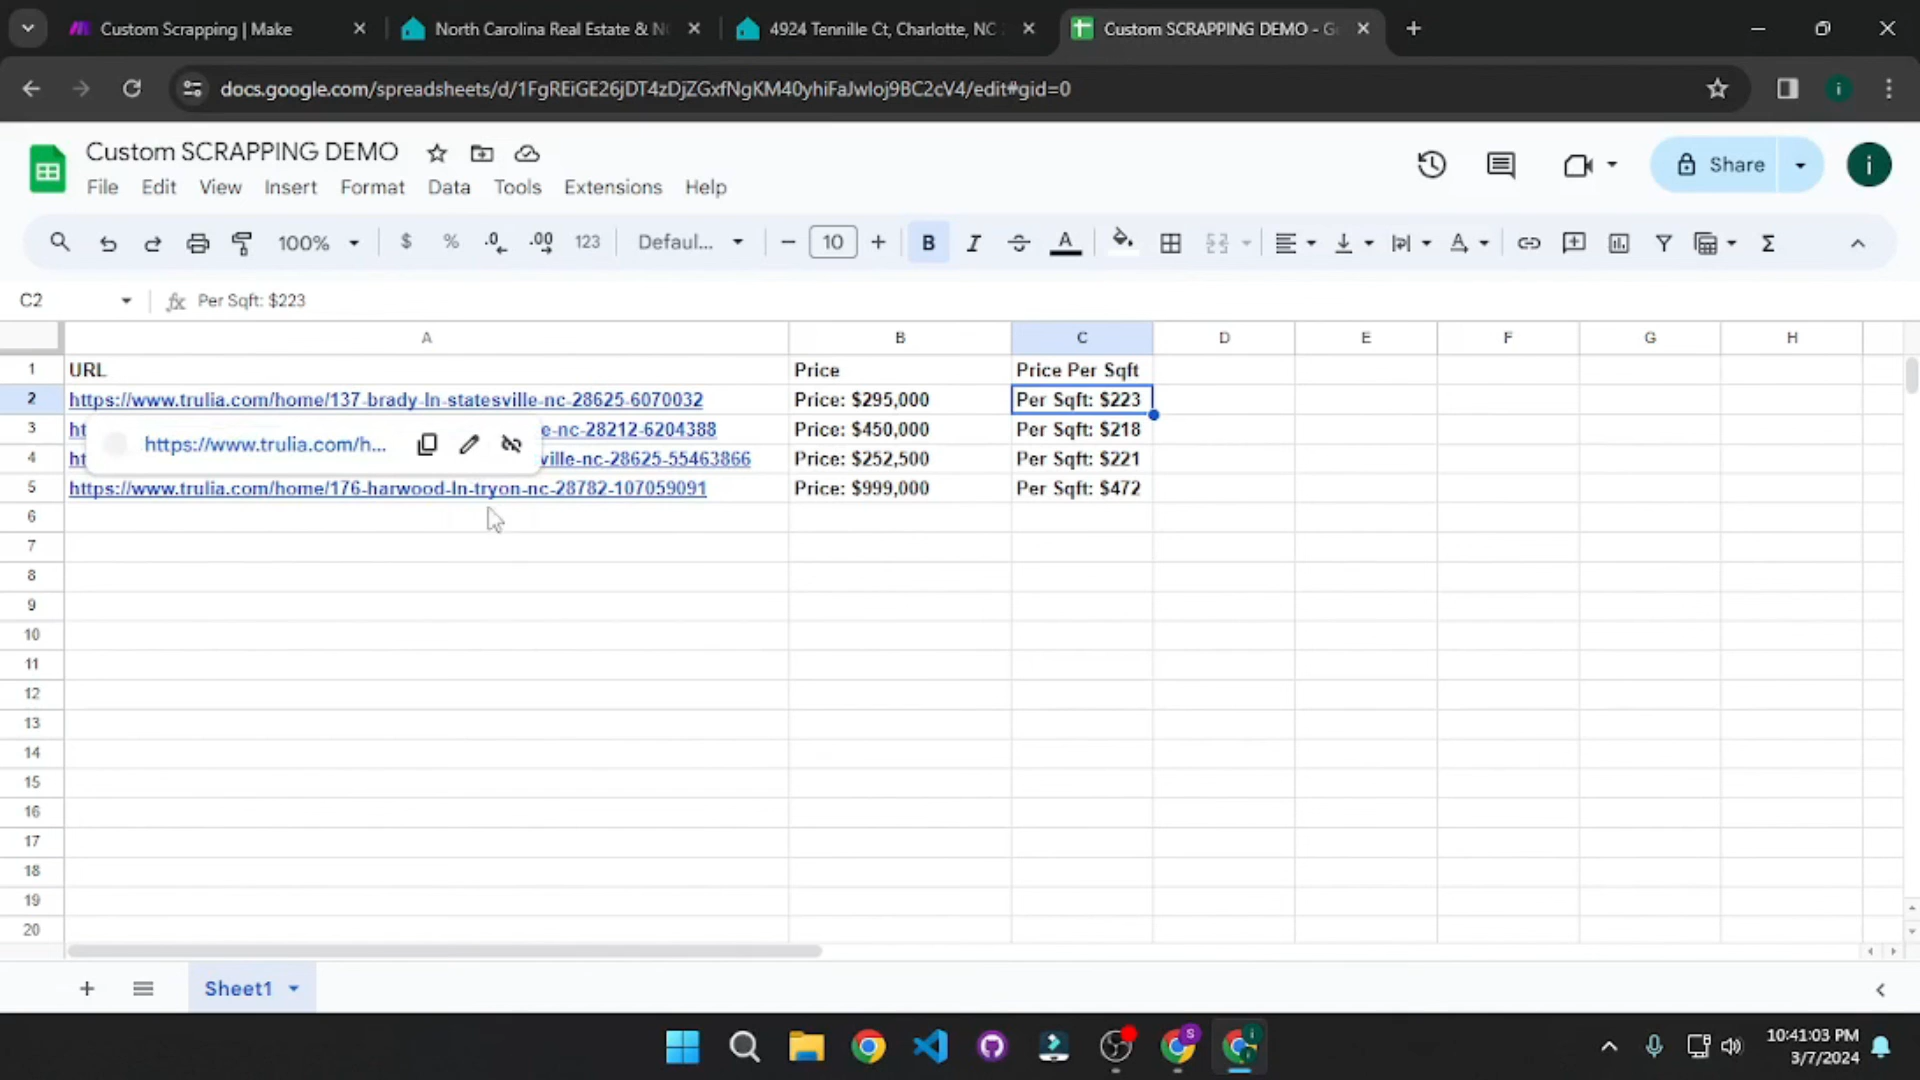 Custom Scrapping | Make
North Carolina Real Estate & N
4924 Tennille Ct, Charlotte, NC
Custom SCRAPPING DEMO - G
docs.google.com/spreadsheets/d/1FgREiGE26jDT4zDjZGxfNgKM40yhiFaJwIoj9BC2cV4/edit#gid=0
Custom SCRAPPING DEMO
Share
i
File Edit View Insert Format Data Tools Extensions Help
100% $ % .0 .00 123 Defaul... 10 B I A
C2 fx Per Sqft: $223
A B C D E F G H
1 URL Price Price Per Sqft
2 https://www.trulia.com/home/137-brady-ln-statesville-nc-28625-6070032 Price: $295,000 Per Sqft: $223
3 ht e-nc-28212-6204388 Price: $450,000 Per Sqft: $218
https://www.trulia.com/h...
4 ht ville-nc-28625-55463866 Price: $252,500 Per Sqft: $221
5 https://www.trulia.com/home/176-harwood-ln-tryon-nc-28782-107059091 Price: $999,000 Per Sqft: $472
6
7
8
9
10
11
12
13
14
15
16
17
18
19
20
Sheet1
10:41:03 PM
3/7/2024